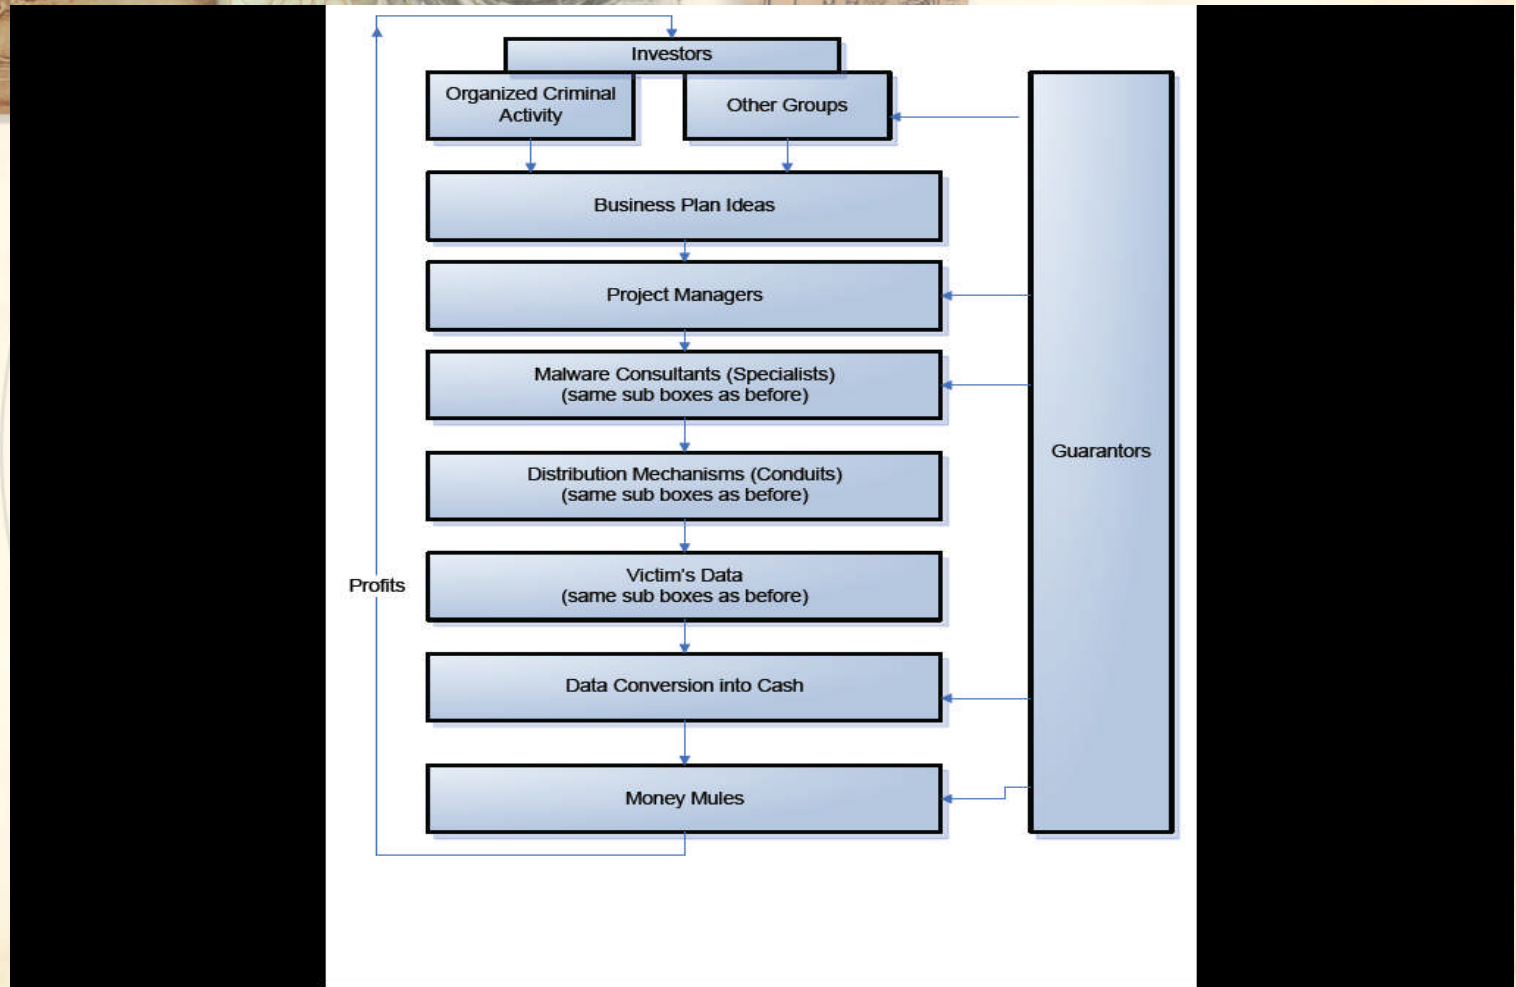 Investors
Organized Criminal
Activity
Other Groups
Business Plan Ideas
Project Managers
Malware Consultants (Specialists)
(same sub boxes as before)
Distribution Mechanisms (Conduits)
(same sub boxes as before)
Guarantors
Victim's Data
(same sub boxes as before)
Profits
Data Conversion into Cash
Money Mules